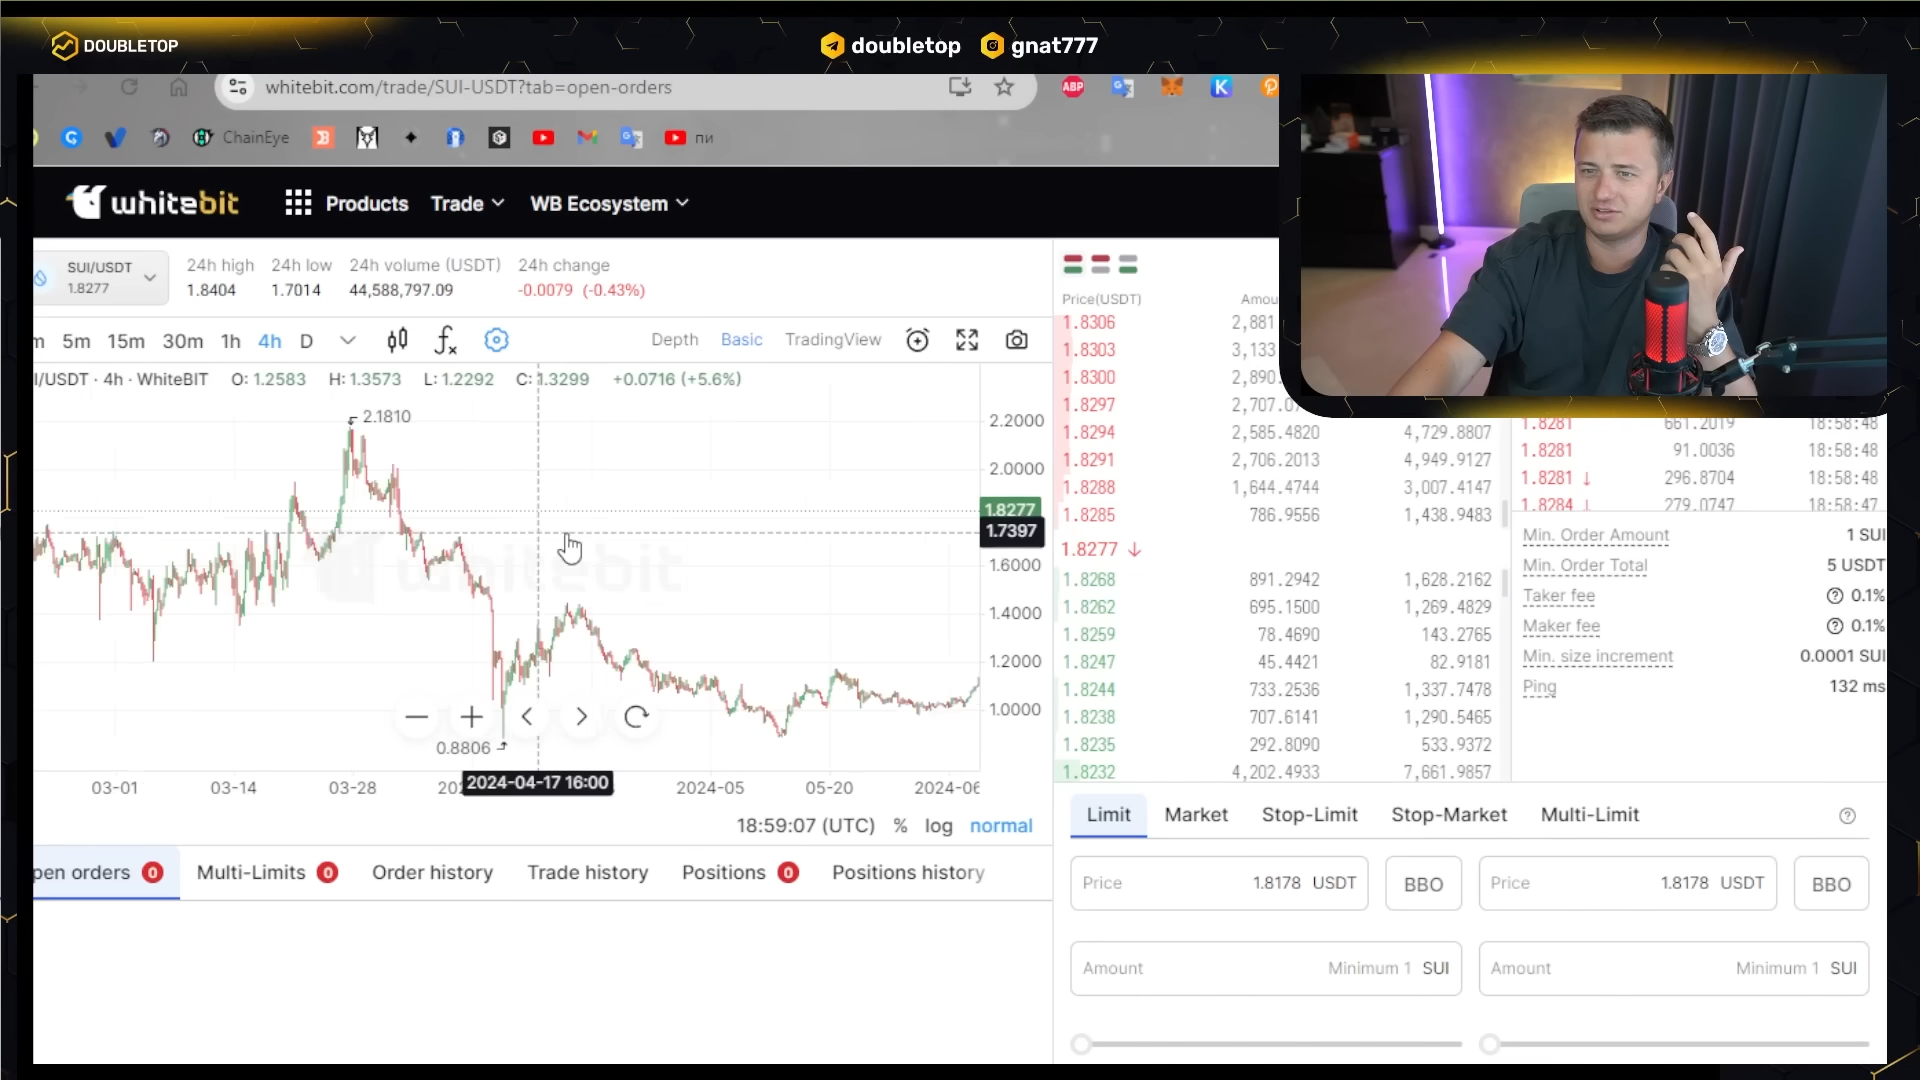 DOUBLETOP
doubletop gnat777
whitebit.com/trade/SUI-USDT?tab=open-orders
ABP K
ChainEye
пи
whitebit Products Trade WB Ecosystem
SUI/USDT
1.8277
24h high 24h low 24h volume (USDT) 24h change
1.8404 1.7014 44,588,797.09 -0.0079 (-0.43%)
m 5m 15m 30m 1h 4h D
Depth Basic TradingView
I/USDT · 4h · WhiteBIT O: 1.2583 H: 1.3573 L: 1.2292 C: 1.3299 +0.0716 (+5.6%)
2.1810
2.2000
2.0000
1.8277
1.7397
1.6000
1.4000
1.2000
1.0000
whitebit
0.8806
03-01 03-14 03-28 2024-04-17 16:00 2024-05 05-20 2024-06
18:59:07 (UTC) % log normal
pen orders 0 Multi-Limits 0 Order history Trade history Positions 0 Positions history
Price(USDT) Amou
1.8306 2,881
1.8303 3,133
1.8300 2,890.
1.8297 2,707.0
1.8294 2,585.4820 4,729.8807
1.8291 2,706.2013 4,949.9127
1.8288 1,644.4744 3,007.4147
1.8285 786.9556 1,438.9483
1.8277 ↓
1.8268 891.2942 1,628.2162
1.8262 695.1500 1,269.4829
1.8259 78.4690 143.2765
1.8247 45.4421 82.9181
1.8244 733.2536 1,337.7478
1.8238 707.6141 1,290.5465
1.8235 292.8090 533.9372
1.8232 4,202.4933 7,661.9857
1.8281 661.2019 18:58:48
1.8281 91.0036 18:58:48
1.8281 ↓ 296.8704 18:58:48
1.8284 ↓ 279.0747 18:58:47
Min. Order Amount 1 SUI
Min. Order Total 5 USDT
Taker fee 0.1%
Maker fee 0.1%
Min. size increment 0.0001 SUI
Ping 132 ms
Limit Market Stop-Limit Stop-Market Multi-Limit
Price 1.8178 USDT BBO Price 1.8178 USDT BBO
Amount Minimum 1 SUI Amount Minimum 1 SUI